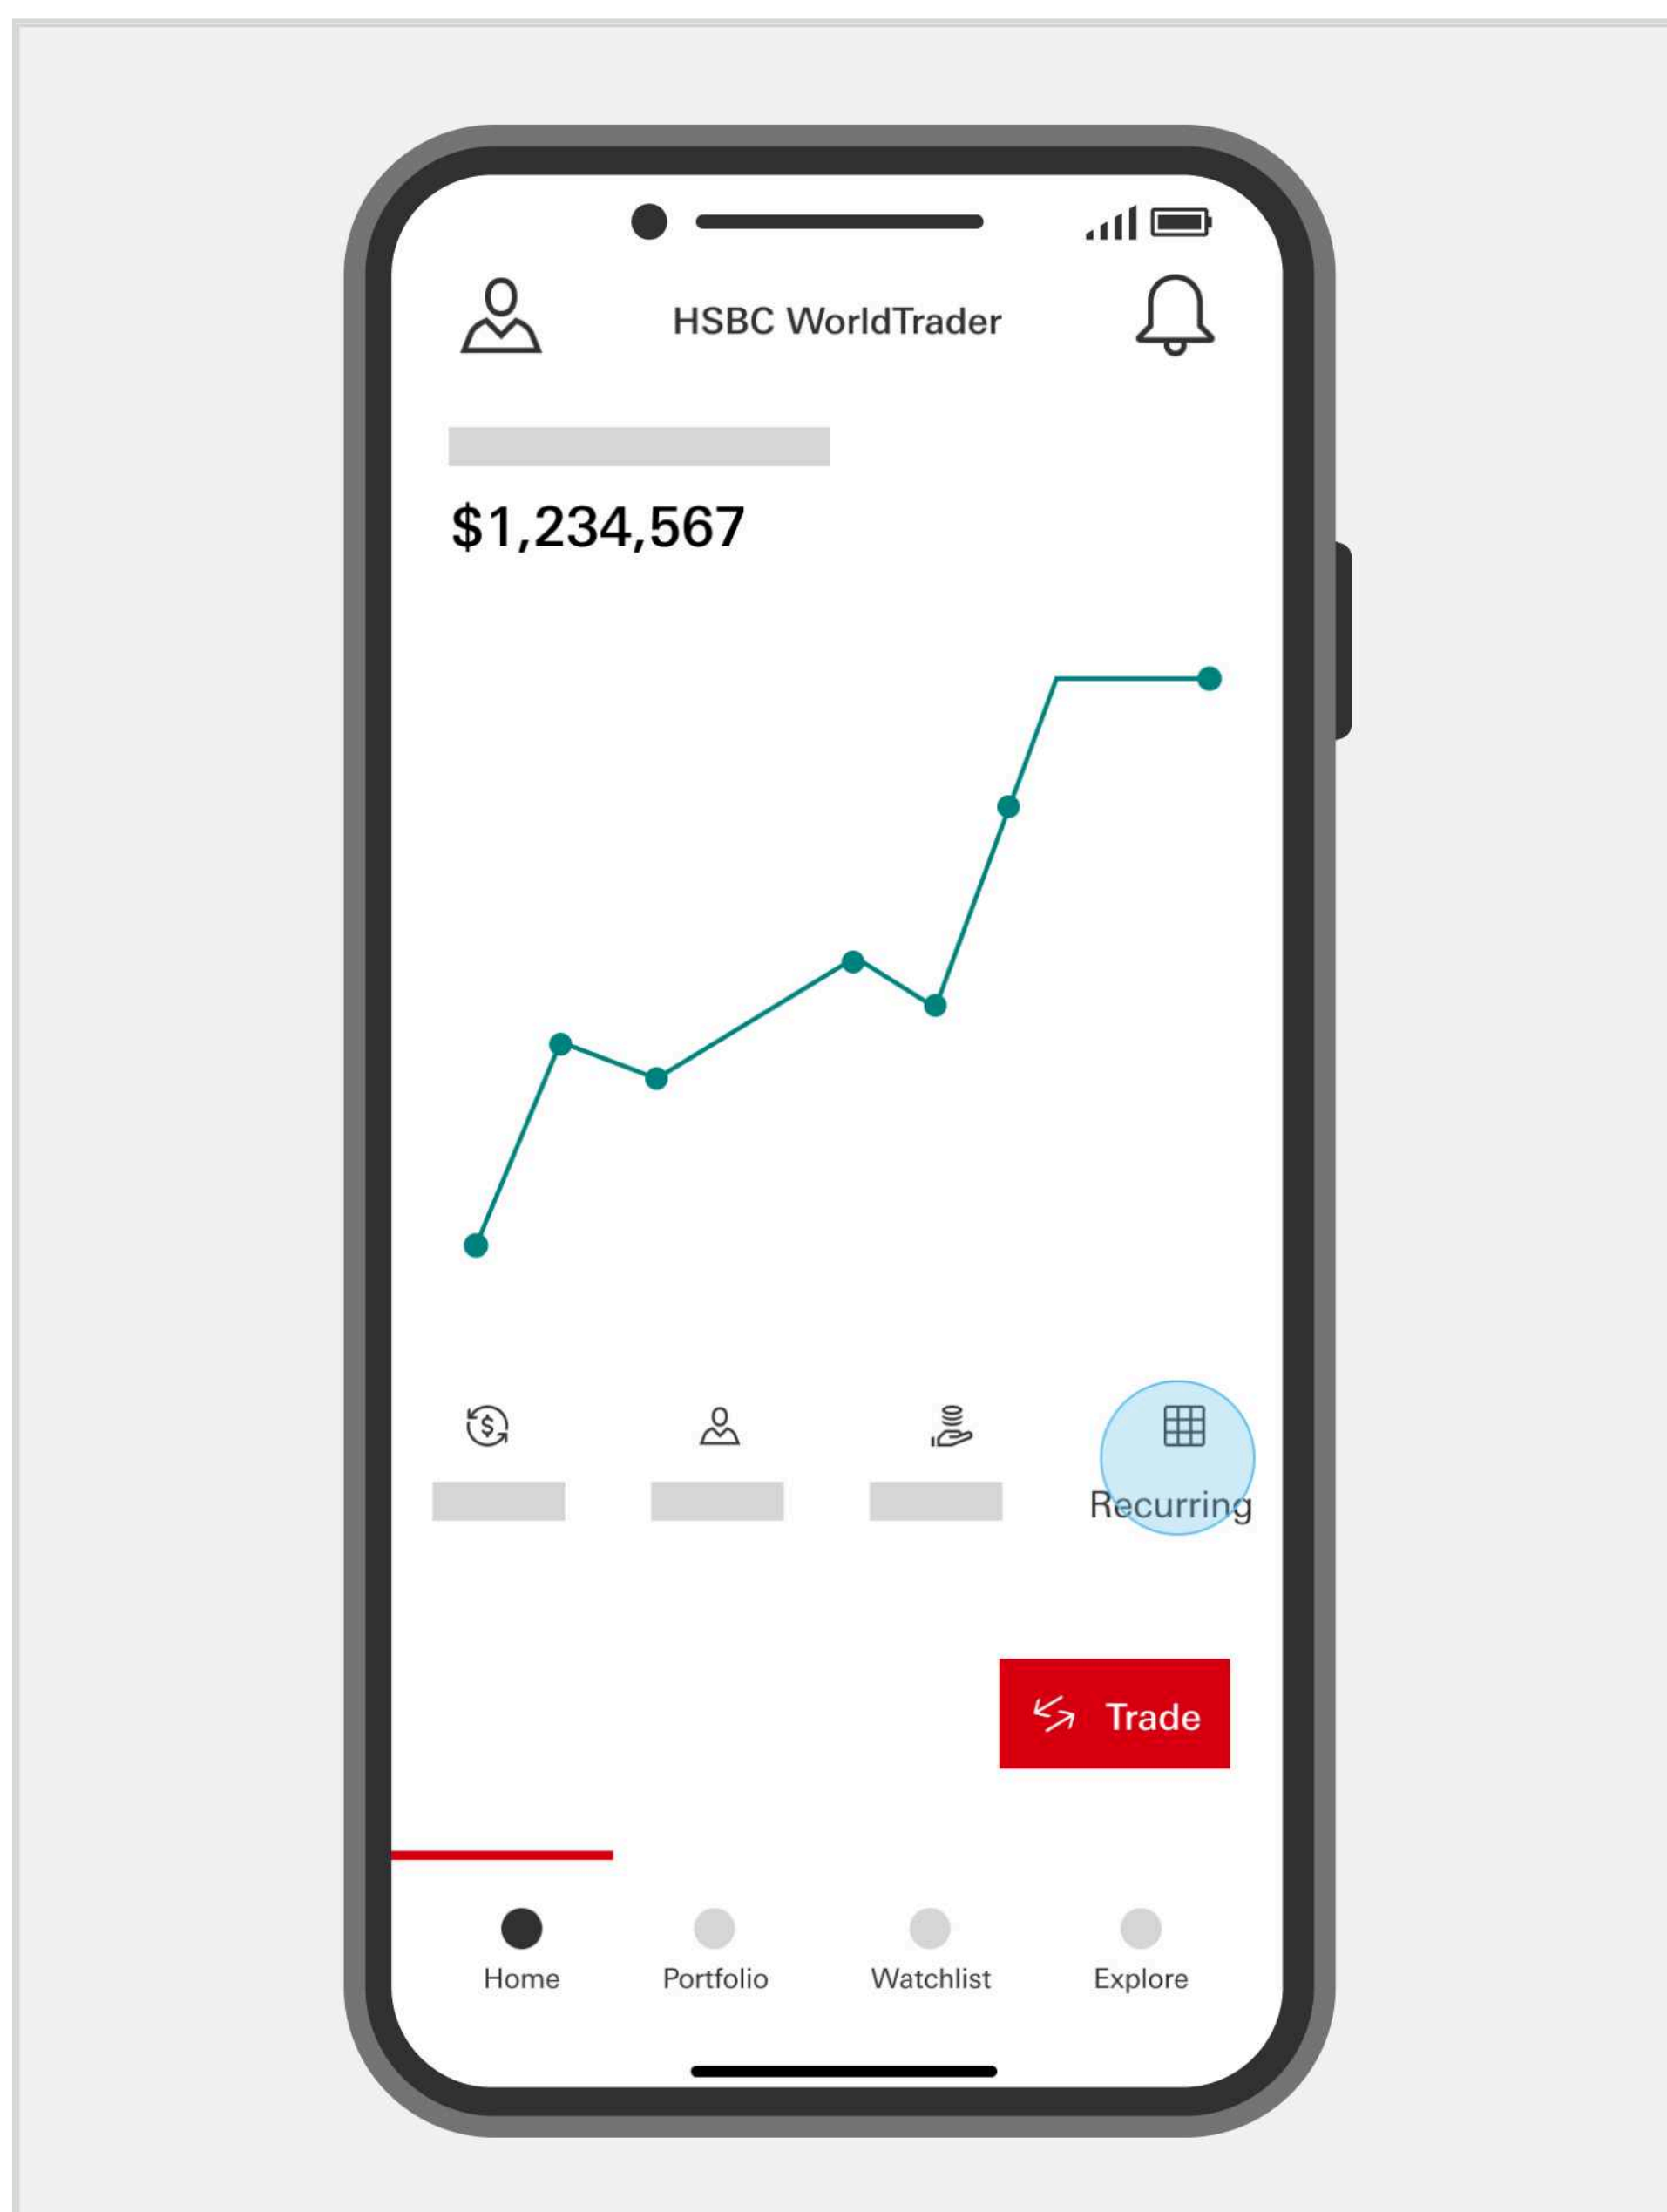 HSBC WorldTrader
$1,234,567
Recurring
Trade
Home Portfolio Watchlist Explore